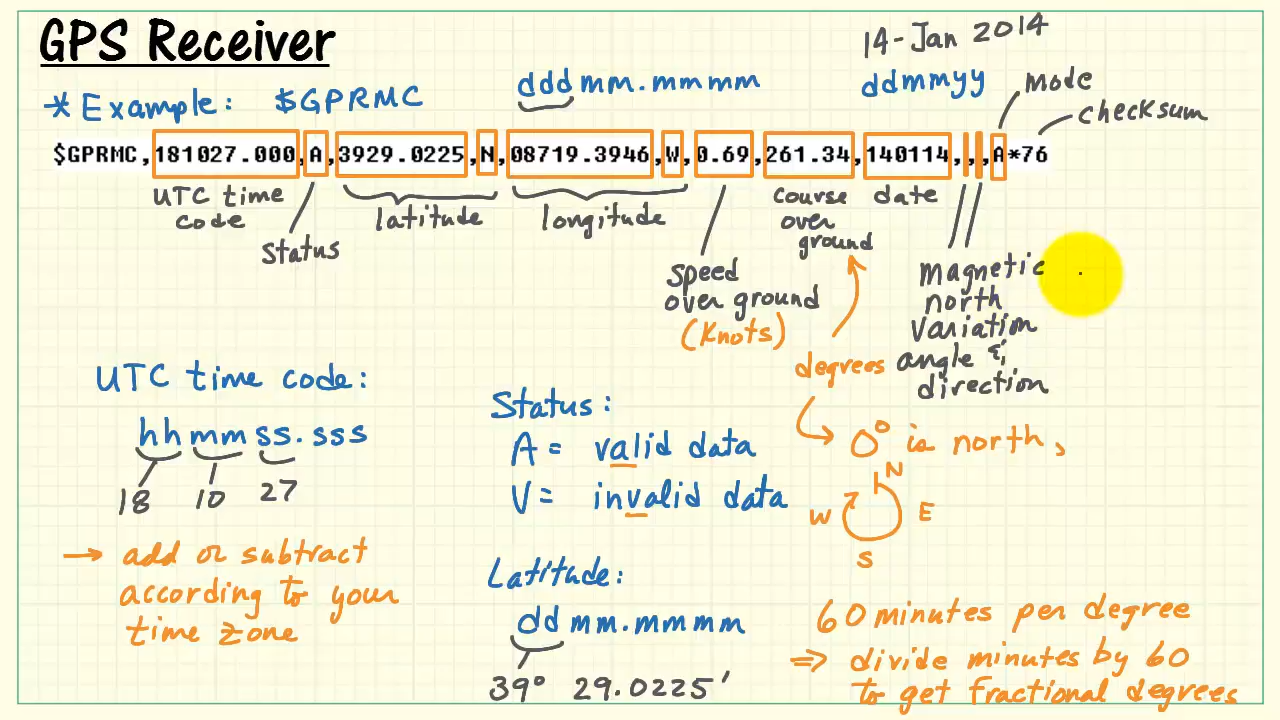 GPS Receiver
14-Jan 2014
* Example: $GPRMC
dddmm.mmmm
ddmmyy
mode
checksum
$GPRMC,181027.000,A,3929.0225,N,08719.3946,W,0.69,261.34,140114,,,A*76
UTC time
code
status
latitude
longitude
speed
over ground
(knots)
course
over
ground
date
magnetic
north
variation
angle &
direction
degrees
0° is north,
N
W
E
S
UTC time code:
hhmmss.sss
18 10 27
→ add or subtract
according to your
time zone
Status:
A = valid data
V = invalid data
Latitude:
ddmm.mmmm
39° 29.0225'
60 minutes per degree
⇒ divide minutes by 60
to get fractional degrees